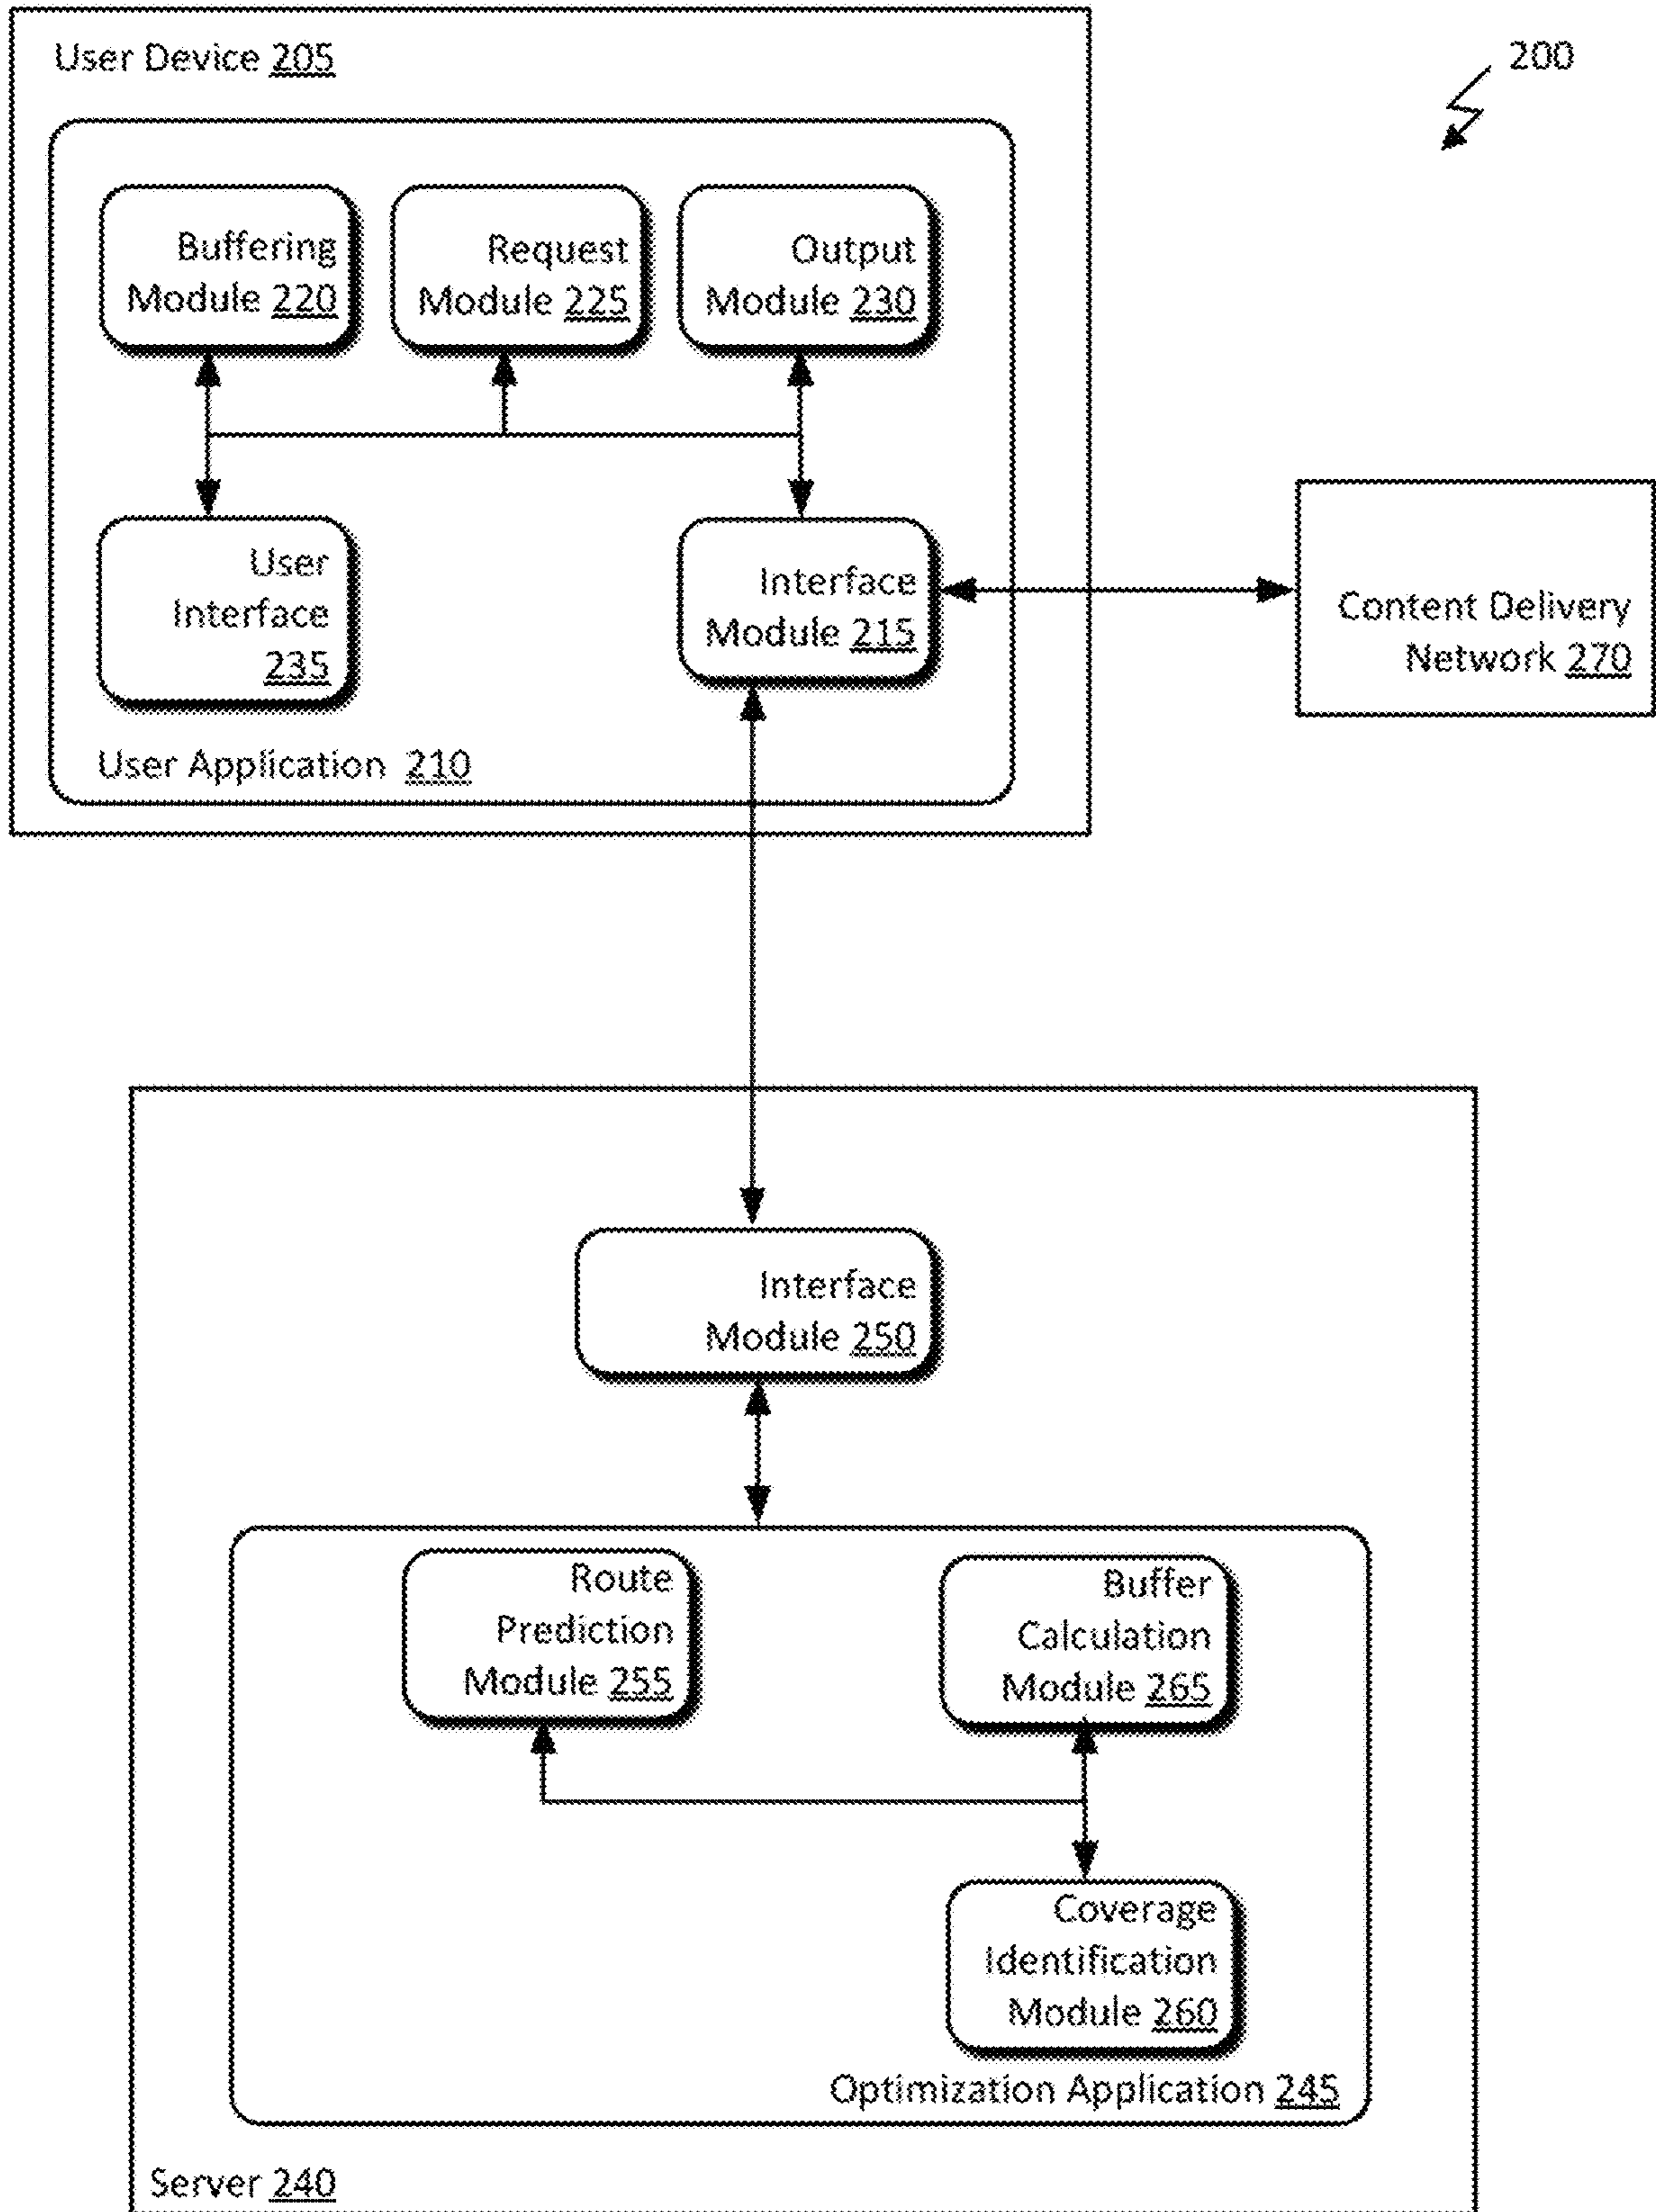 User Device 205
200
Buffering
Module 220
Request
Module 225
Output
Module 230
User
Interface
235
Interface
Module 215
Content Delivery
Network 270
User Application 210
Interface
Module 250
Route
Prediction
Module 255
Buffer
Calculation
Module 265
Coverage
Identification
Module 260
Optimization Application 245
Server 240